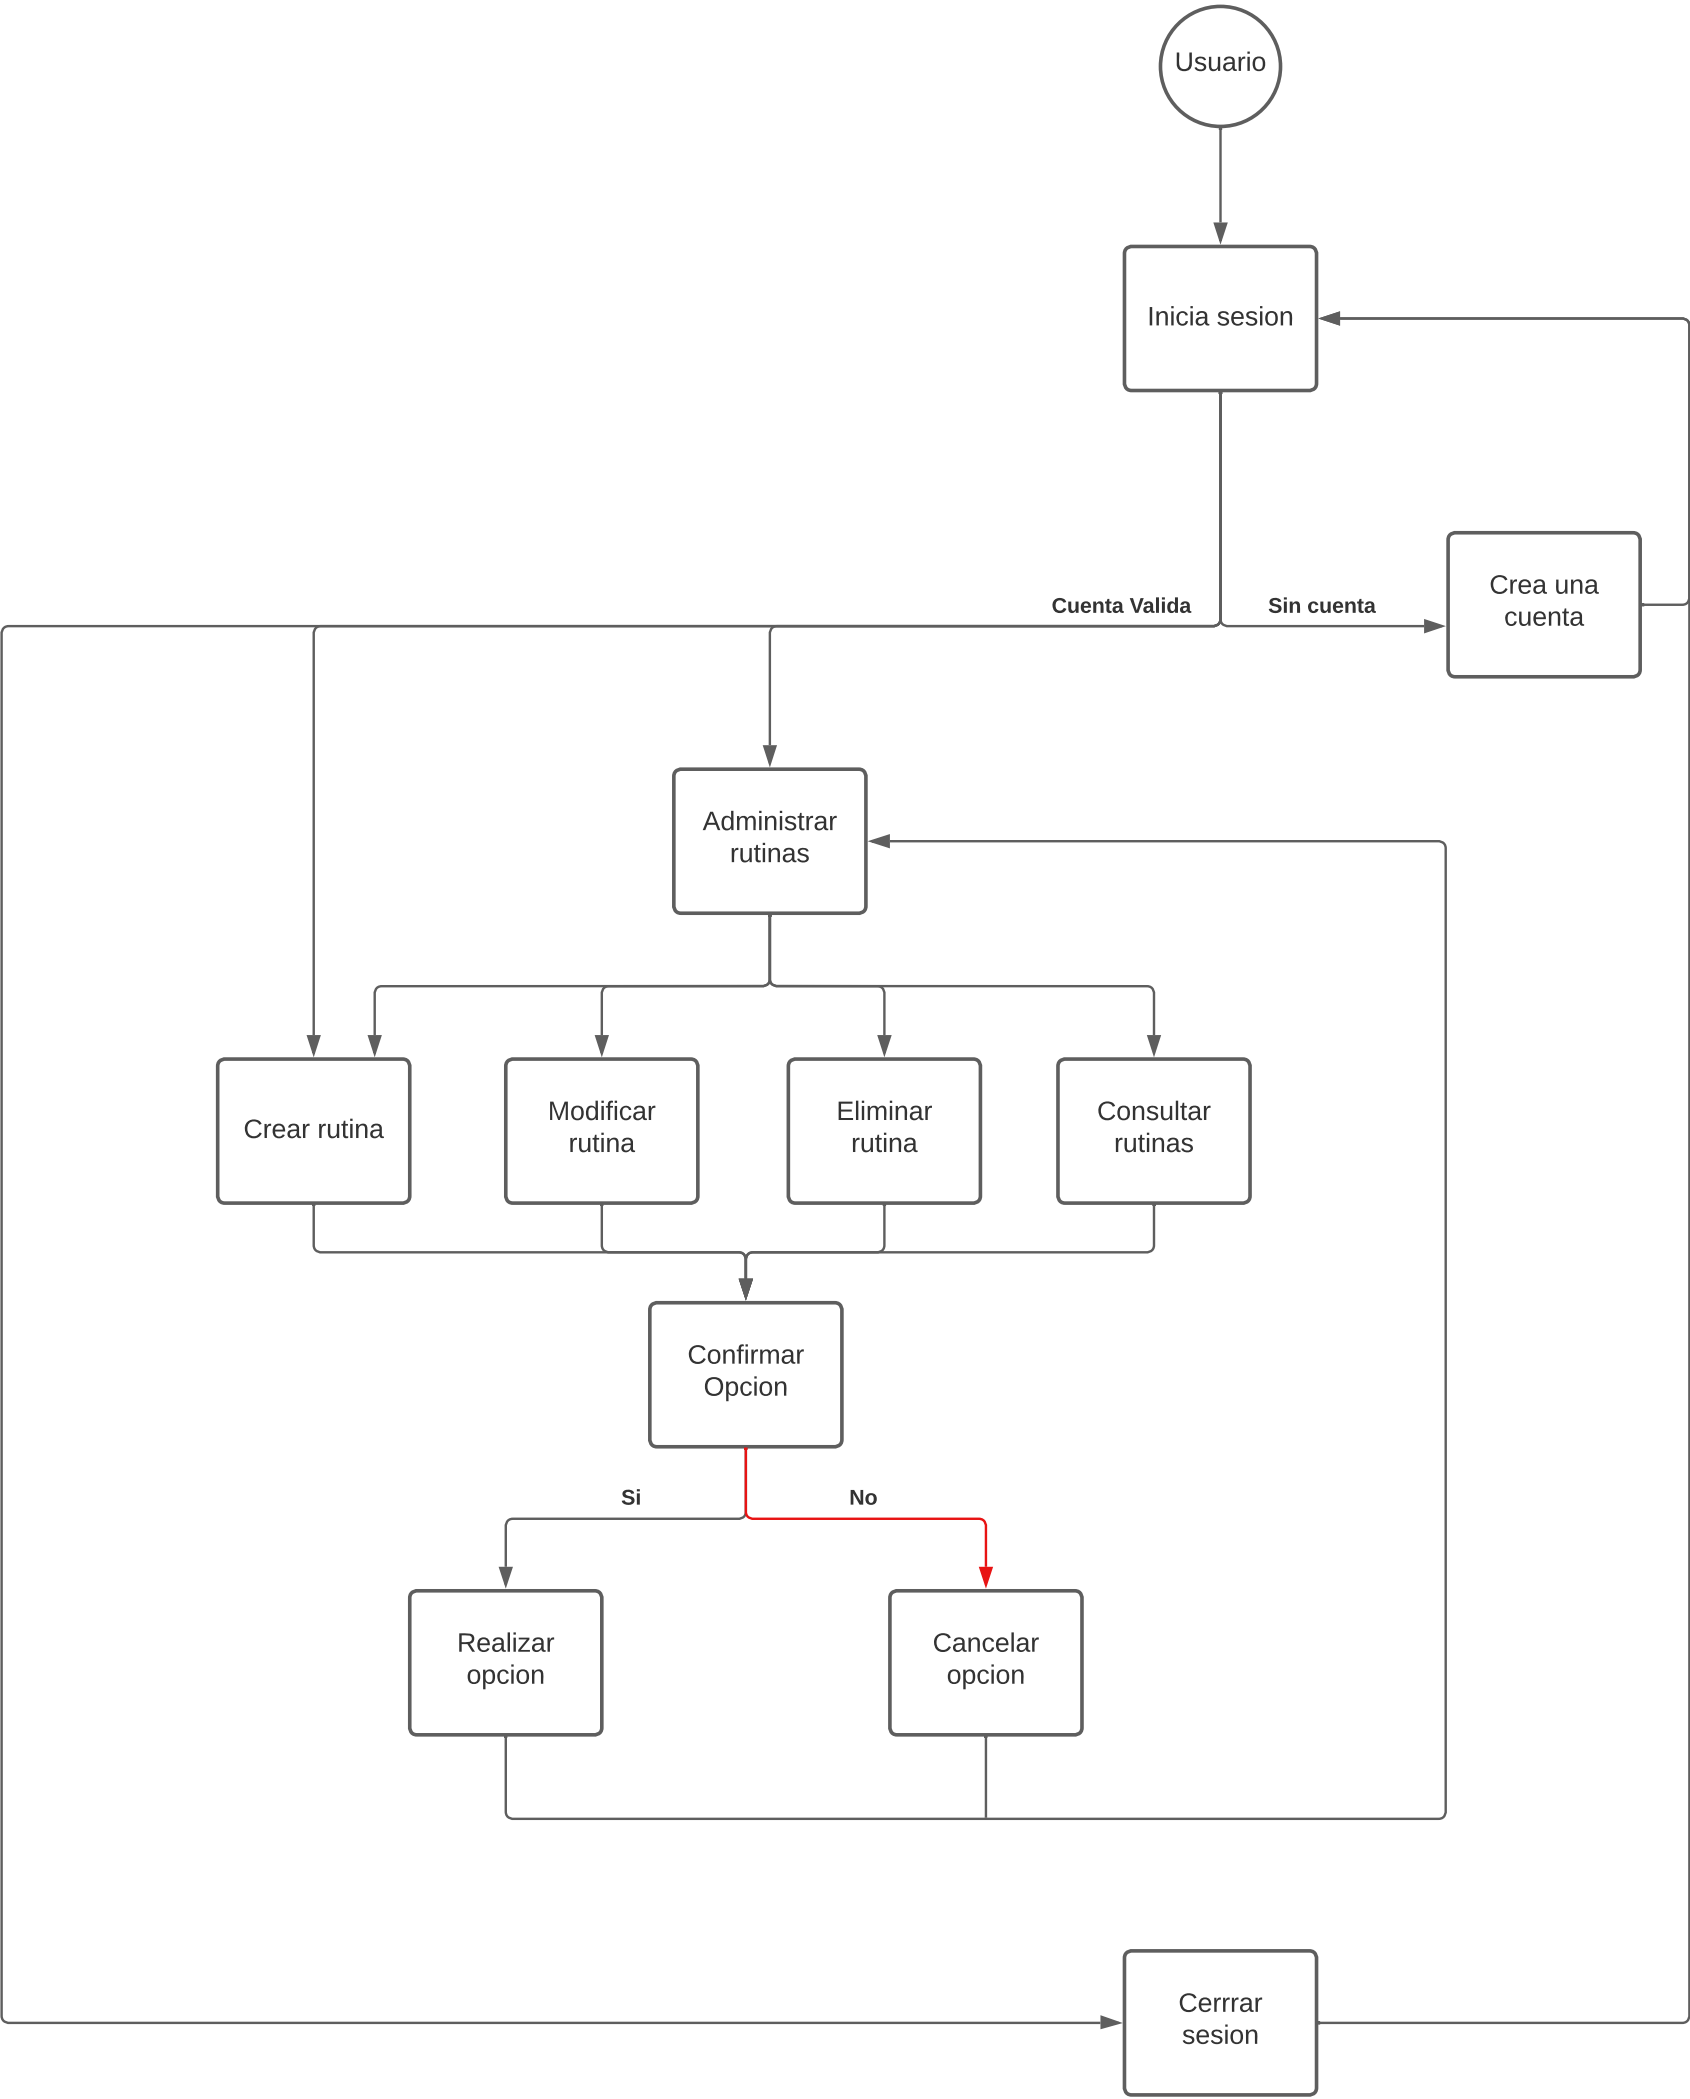 Usuario
Inicia sesion
Crea una
cuenta
Cuenta Valida
Sin cuenta
Administrar
rutinas
Crear rutina
Modificar
rutina
Eliminar
rutina
Consultar
rutinas
Confirmar
Opcion
Si
No
Realizar
opcion
Cancelar
opcion
Cerrrar
sesion